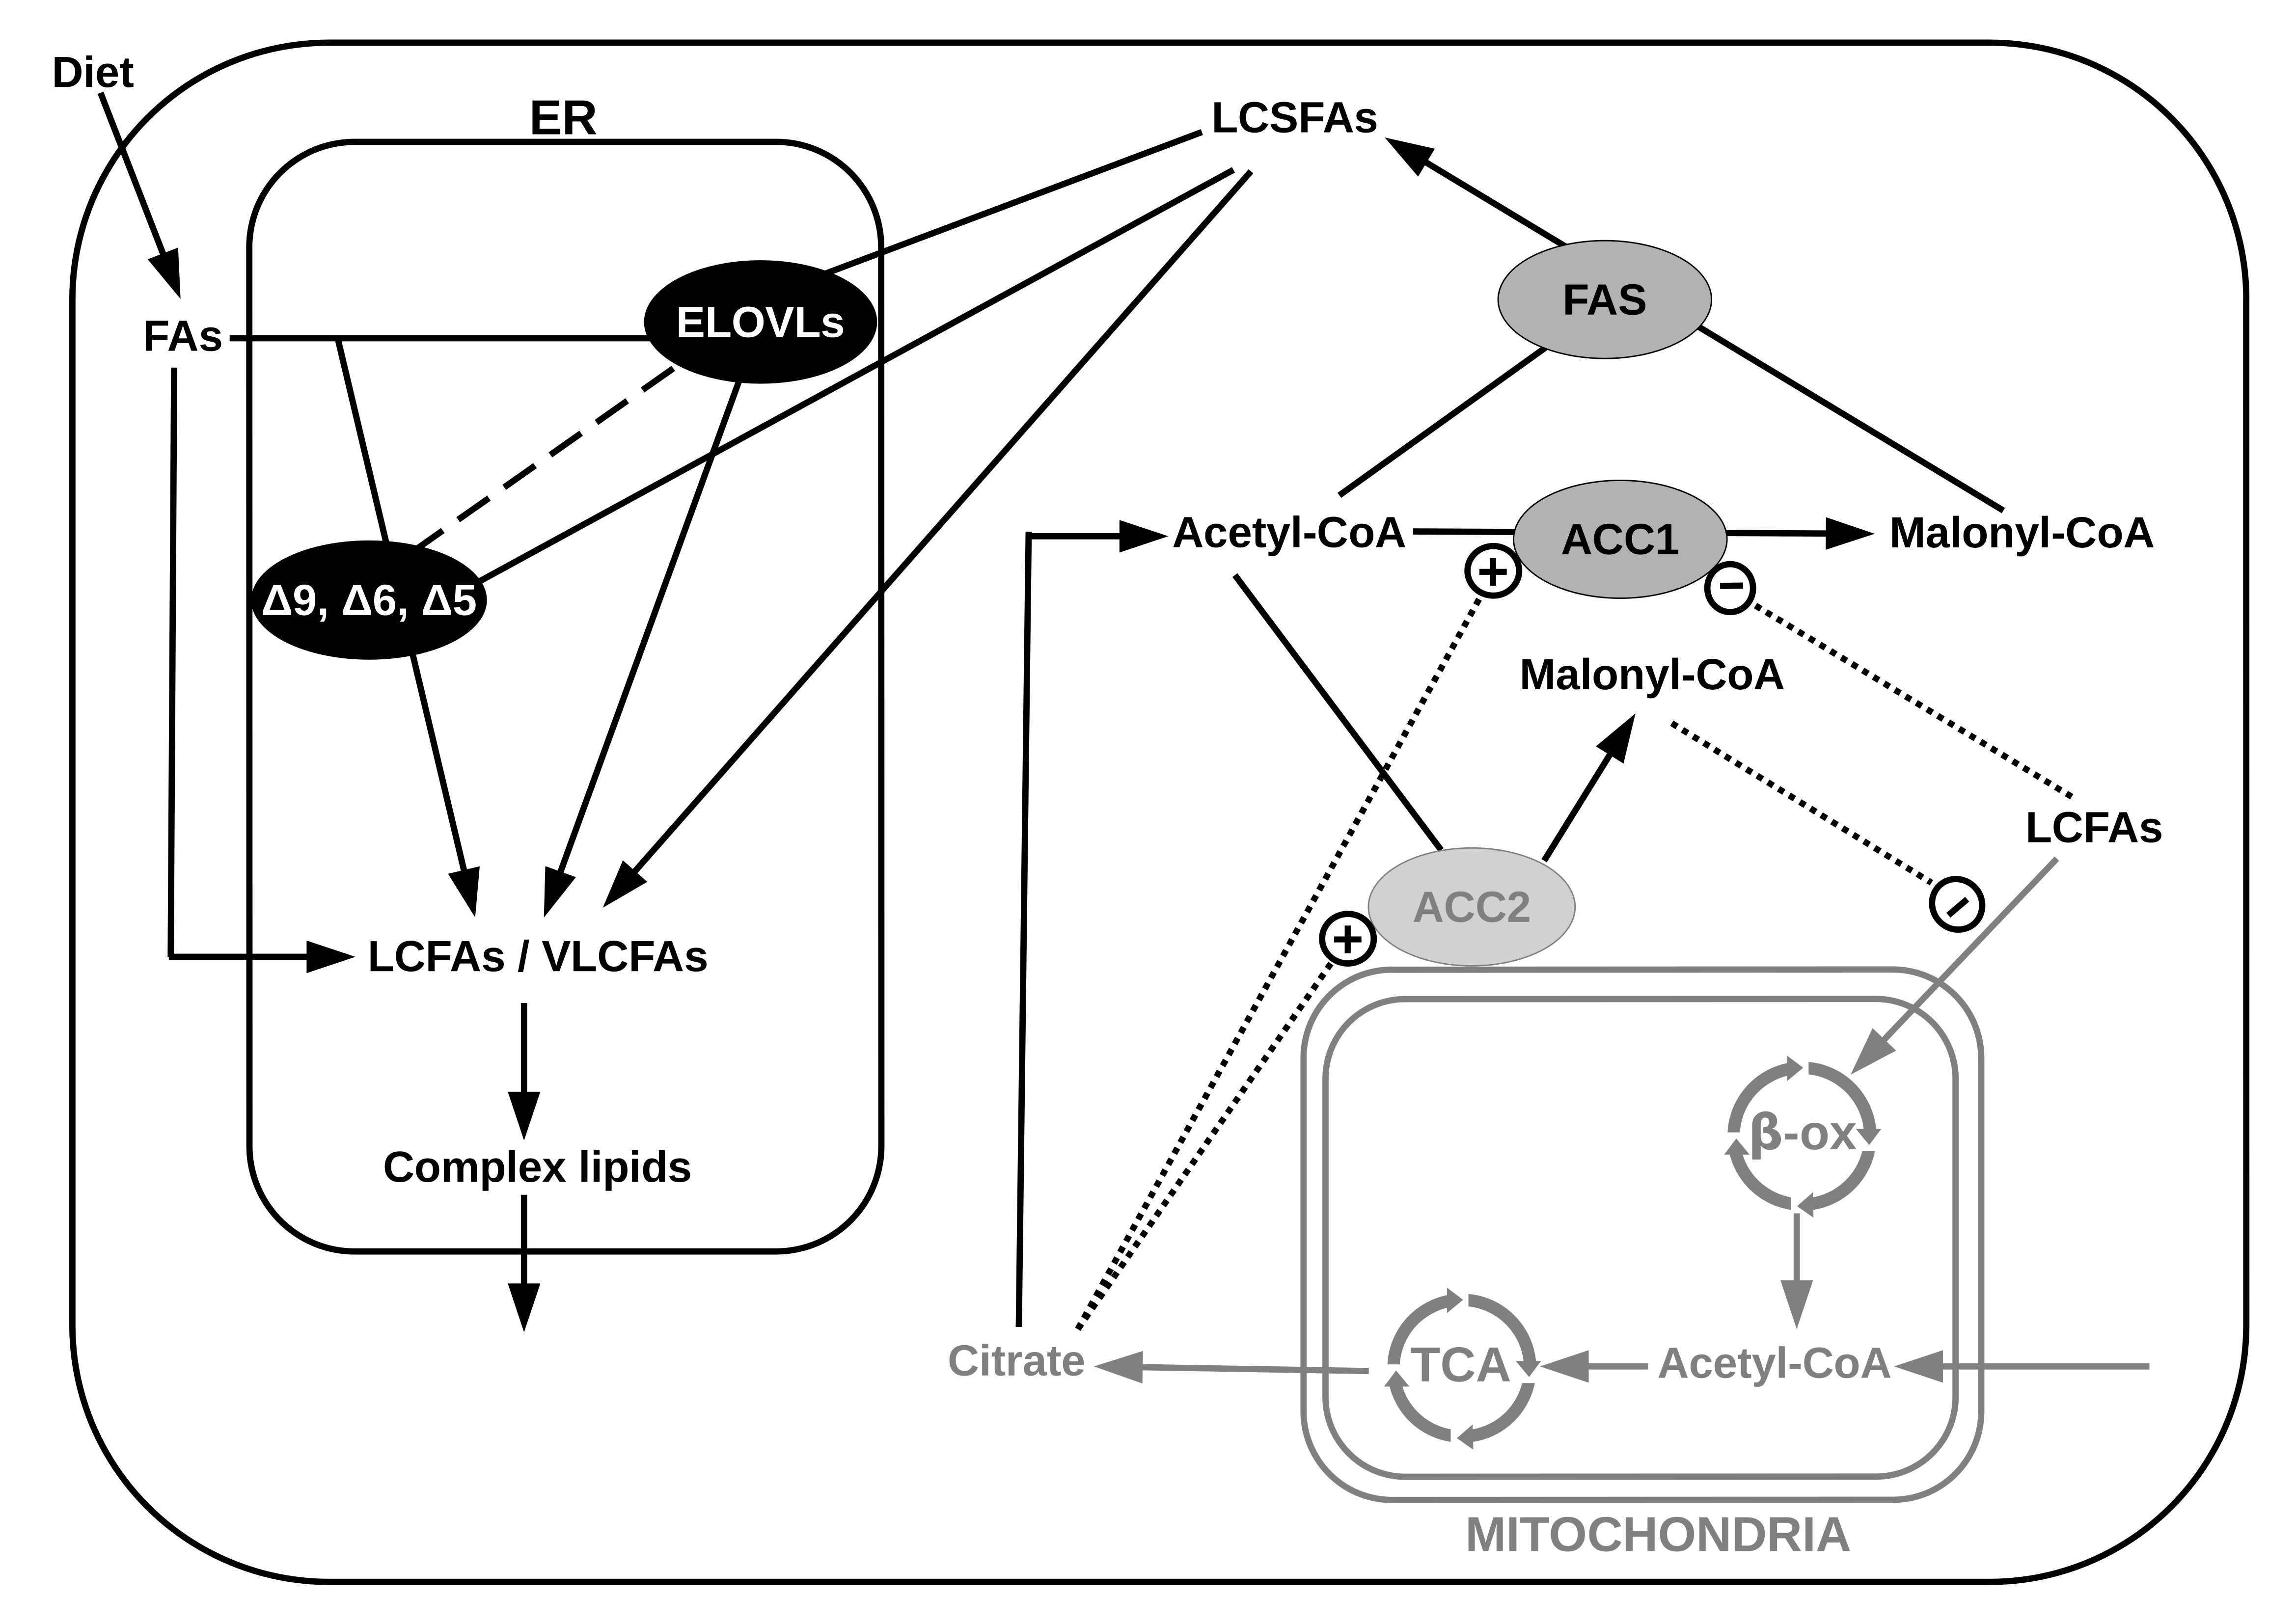 Diet
ER
LCSFAs
FAS
ELOVLs
FAs
Acetyl-CoA
ACC1
Malonyl-CoA
+
−
Δ9, Δ6, Δ5
Malonyl-CoA
LCFAs
ACC2
−
+
LCFAs / VLCFAs
β-ox
Complex lipids
Citrate
TCA
Acetyl-CoA
MITOCHONDRIA